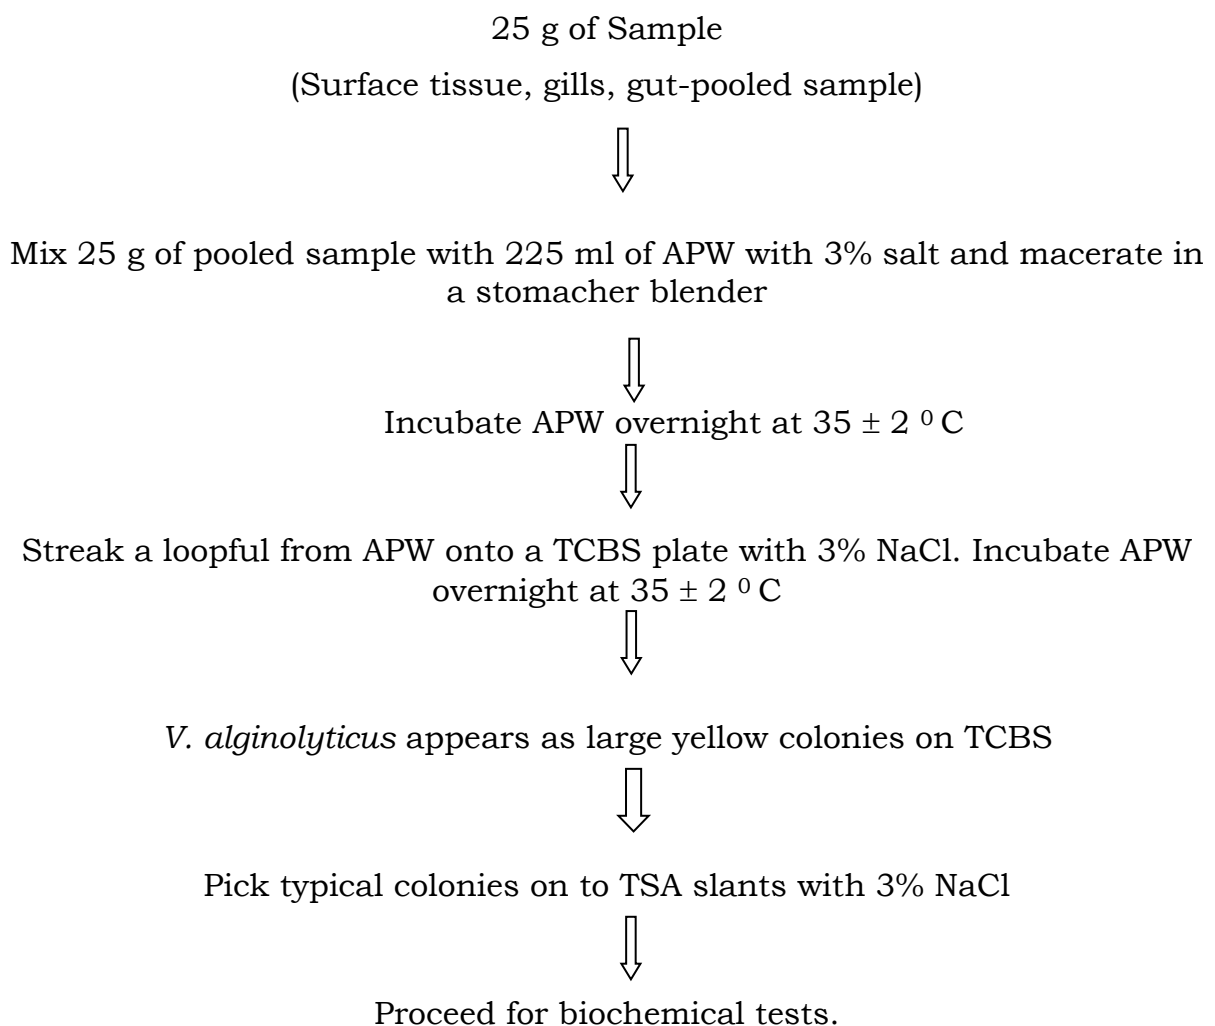 25 g of Sample
(Surface tissue, gills, gut-pooled sample)
Mix 25 g of pooled sample with 225 ml of APW with 3% salt and macerate in
a stomacher blender
Incubate APW overnight at 35 ± 2 ⁰ C
Streak a loopful from APW onto a TCBS plate with 3% NaCl. Incubate APW
overnight at 35 ± 2 ⁰ C
V. alginolyticus appears as large yellow colonies on TCBS
Pick typical colonies on to TSA slants with 3% NaCl
Proceed for biochemical tests.